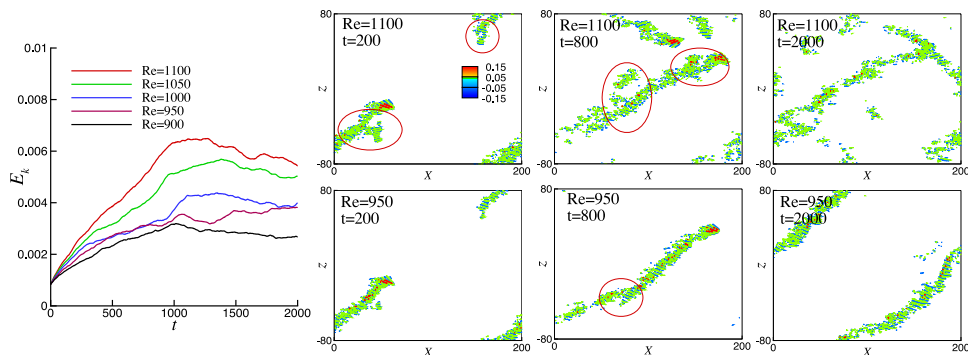 0.01
0.008
0.006
0.004
0.002
0
E_k
Re=1100
Re=1050
Re=1000
Re=950
Re=900
0 500 1000 1500 2000
t
80
Re=1100
t=200
0.15
0.05
-0.05
-0.15
z
-80
0 200
X
80
Re=1100
t=800
z
-80
0 200
X
80
Re=1100
t=2000
z
-80
0 200
X
80
Re=950
t=200
z
-80
0 200
X
80
Re=950
t=800
z
-80
0 200
X
80
Re=950
t=2000
z
-80
0 200
X